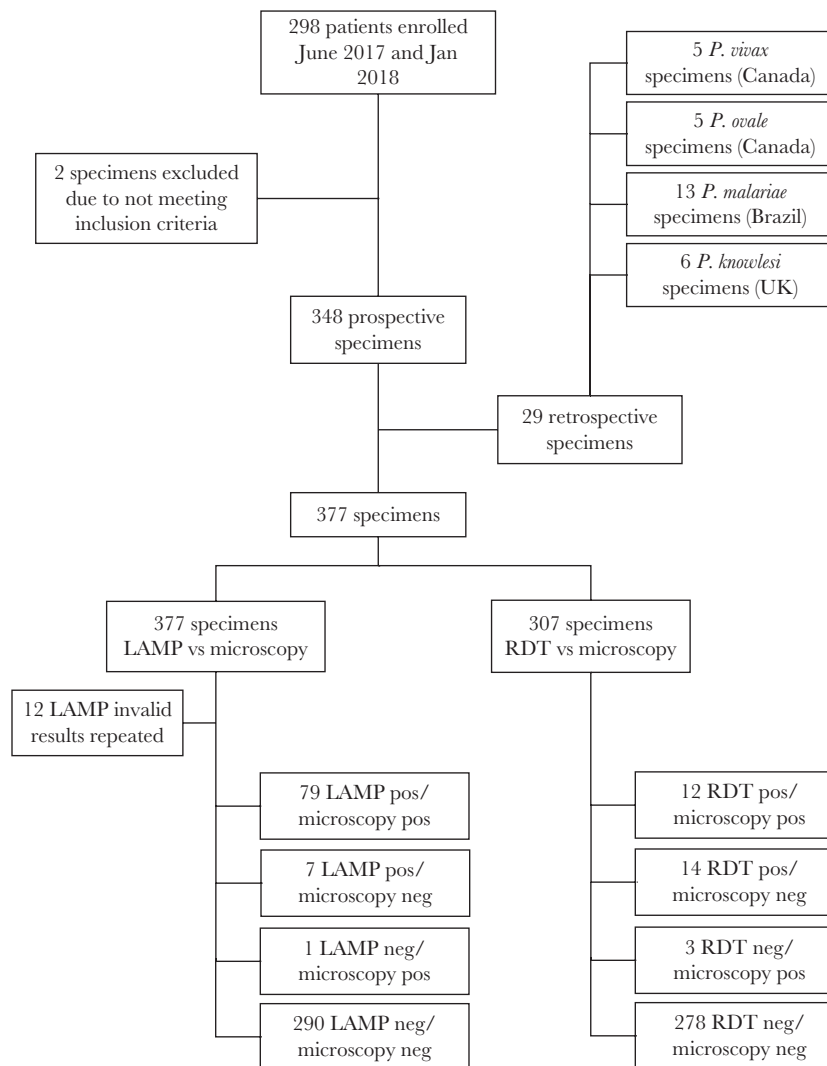 298 patients enrolled
June 2017 and Jan
2018
5 P. vivax
specimens (Canada)
5 P. ovale
specimens (Canada)
2 specimens excluded
due to not meeting
inclusion criteria
13 P. malariae
specimens (Brazil)
6 P. knowlesi
specimens (UK)
348 prospective
specimens
29 retrospective
specimens
377 specimens
377 specimens
LAMP vs microscopy
307 specimens
RDT vs microscopy
12 LAMP invalid
results repeated
79 LAMP pos/
microscopy pos
7 LAMP pos/
microscopy neg
1 LAMP neg/
microscopy pos
290 LAMP neg/
microscopy neg
12 RDT pos/
microscopy pos
14 RDT pos/
microscopy neg
3 RDT neg/
microscopy pos
278 RDT neg/
microscopy neg